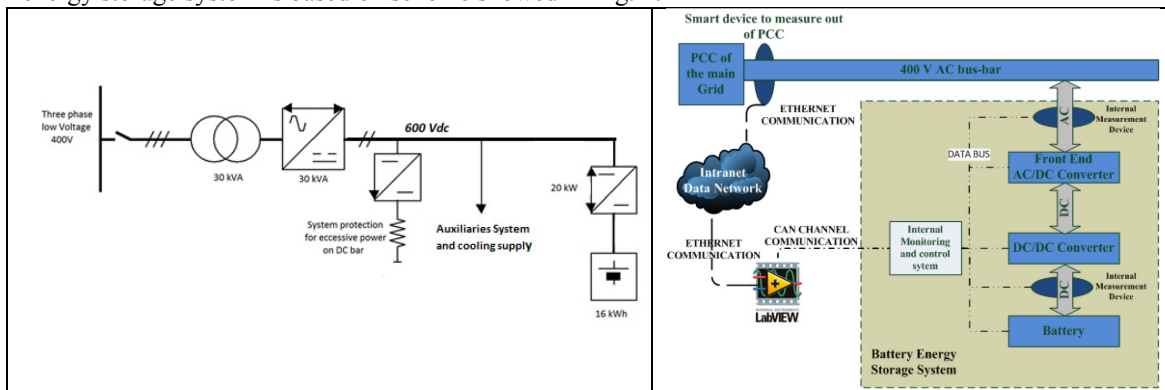 Three phase
low Voltage
400V
30 kVA
30 kVA
600 Vdc
System protection
for eccessive power
on DC bar
Auxiliaries System
and cooling supply
20 kW
16 kWh
Smart device to measure out
of PCC
PCC of
the main
Grid
400 V AC bus-bar
ETHERNET
COMMUNICATION
Intranet
Data Network
ETHERNET
COMMUNICATION
CAN CHANNEL
COMMUNICATION
LabVIEW
Internal
Monitoring
and control
sytem
DATA BUS
AC
Internal
Measurement
Device
Front End
AC/DC Converter
DC
DC/DC Converter
DC
Internal
Measurement
Device
Battery
Battery Energy
Storage System